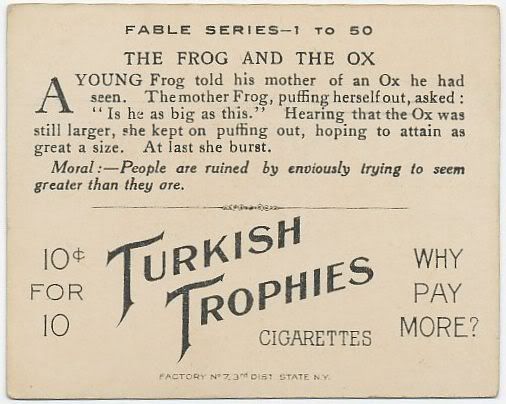 FABLE SERIES—1 TO 50
THE FROG AND THE OX
A YOUNG Frog told his mother of an Ox he had
seen. The mother Frog, puffing herself out, asked :
"Is he as big as this." Hearing that the Ox was
still larger, she kept on puffing out, hoping to attain as
great a size. At last she burst.
Moral :—People are ruined by enviously trying to seem
greater than they are.
10¢
FOR
10
TURKISH
TROPHIES
CIGARETTES
WHY
PAY
MORE?
FACTORY Nº 7, 3RD DIST. STATE N.Y.